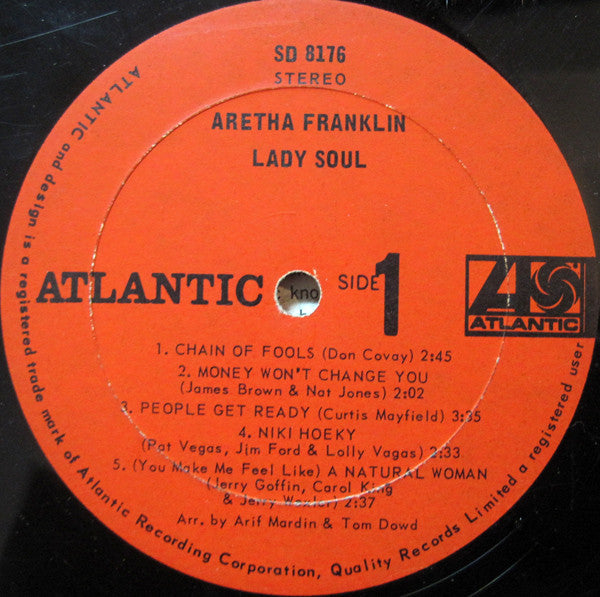 SD 8176
STEREO
ARETHA FRANKLIN
LADY SOUL
ATLANTIC
kno
SIDE 1
ATLANTIC
1. CHAIN OF FOOLS (Don Covay) 2:45
2. MONEY WON'T CHANGE YOU
(James Brown & Nat Jones) 2:02
3. PEOPLE GET READY (Curtis Mayfield) 3:35
4. NIKI HOEKY
(Pat Vegas, Jim Ford & Lolly Vagas) 2:33
5. (You Make Me Feel Like) A NATURAL WOMAN
(Jerry Goffin, Carol King
& Jerry Wexler) 2:37
Arr. by Arif Mardin & Tom Dowd
ATLANTIC and design is a registered trade mark of Atlantic Recording Corporation, Quality Records Limited a registered user